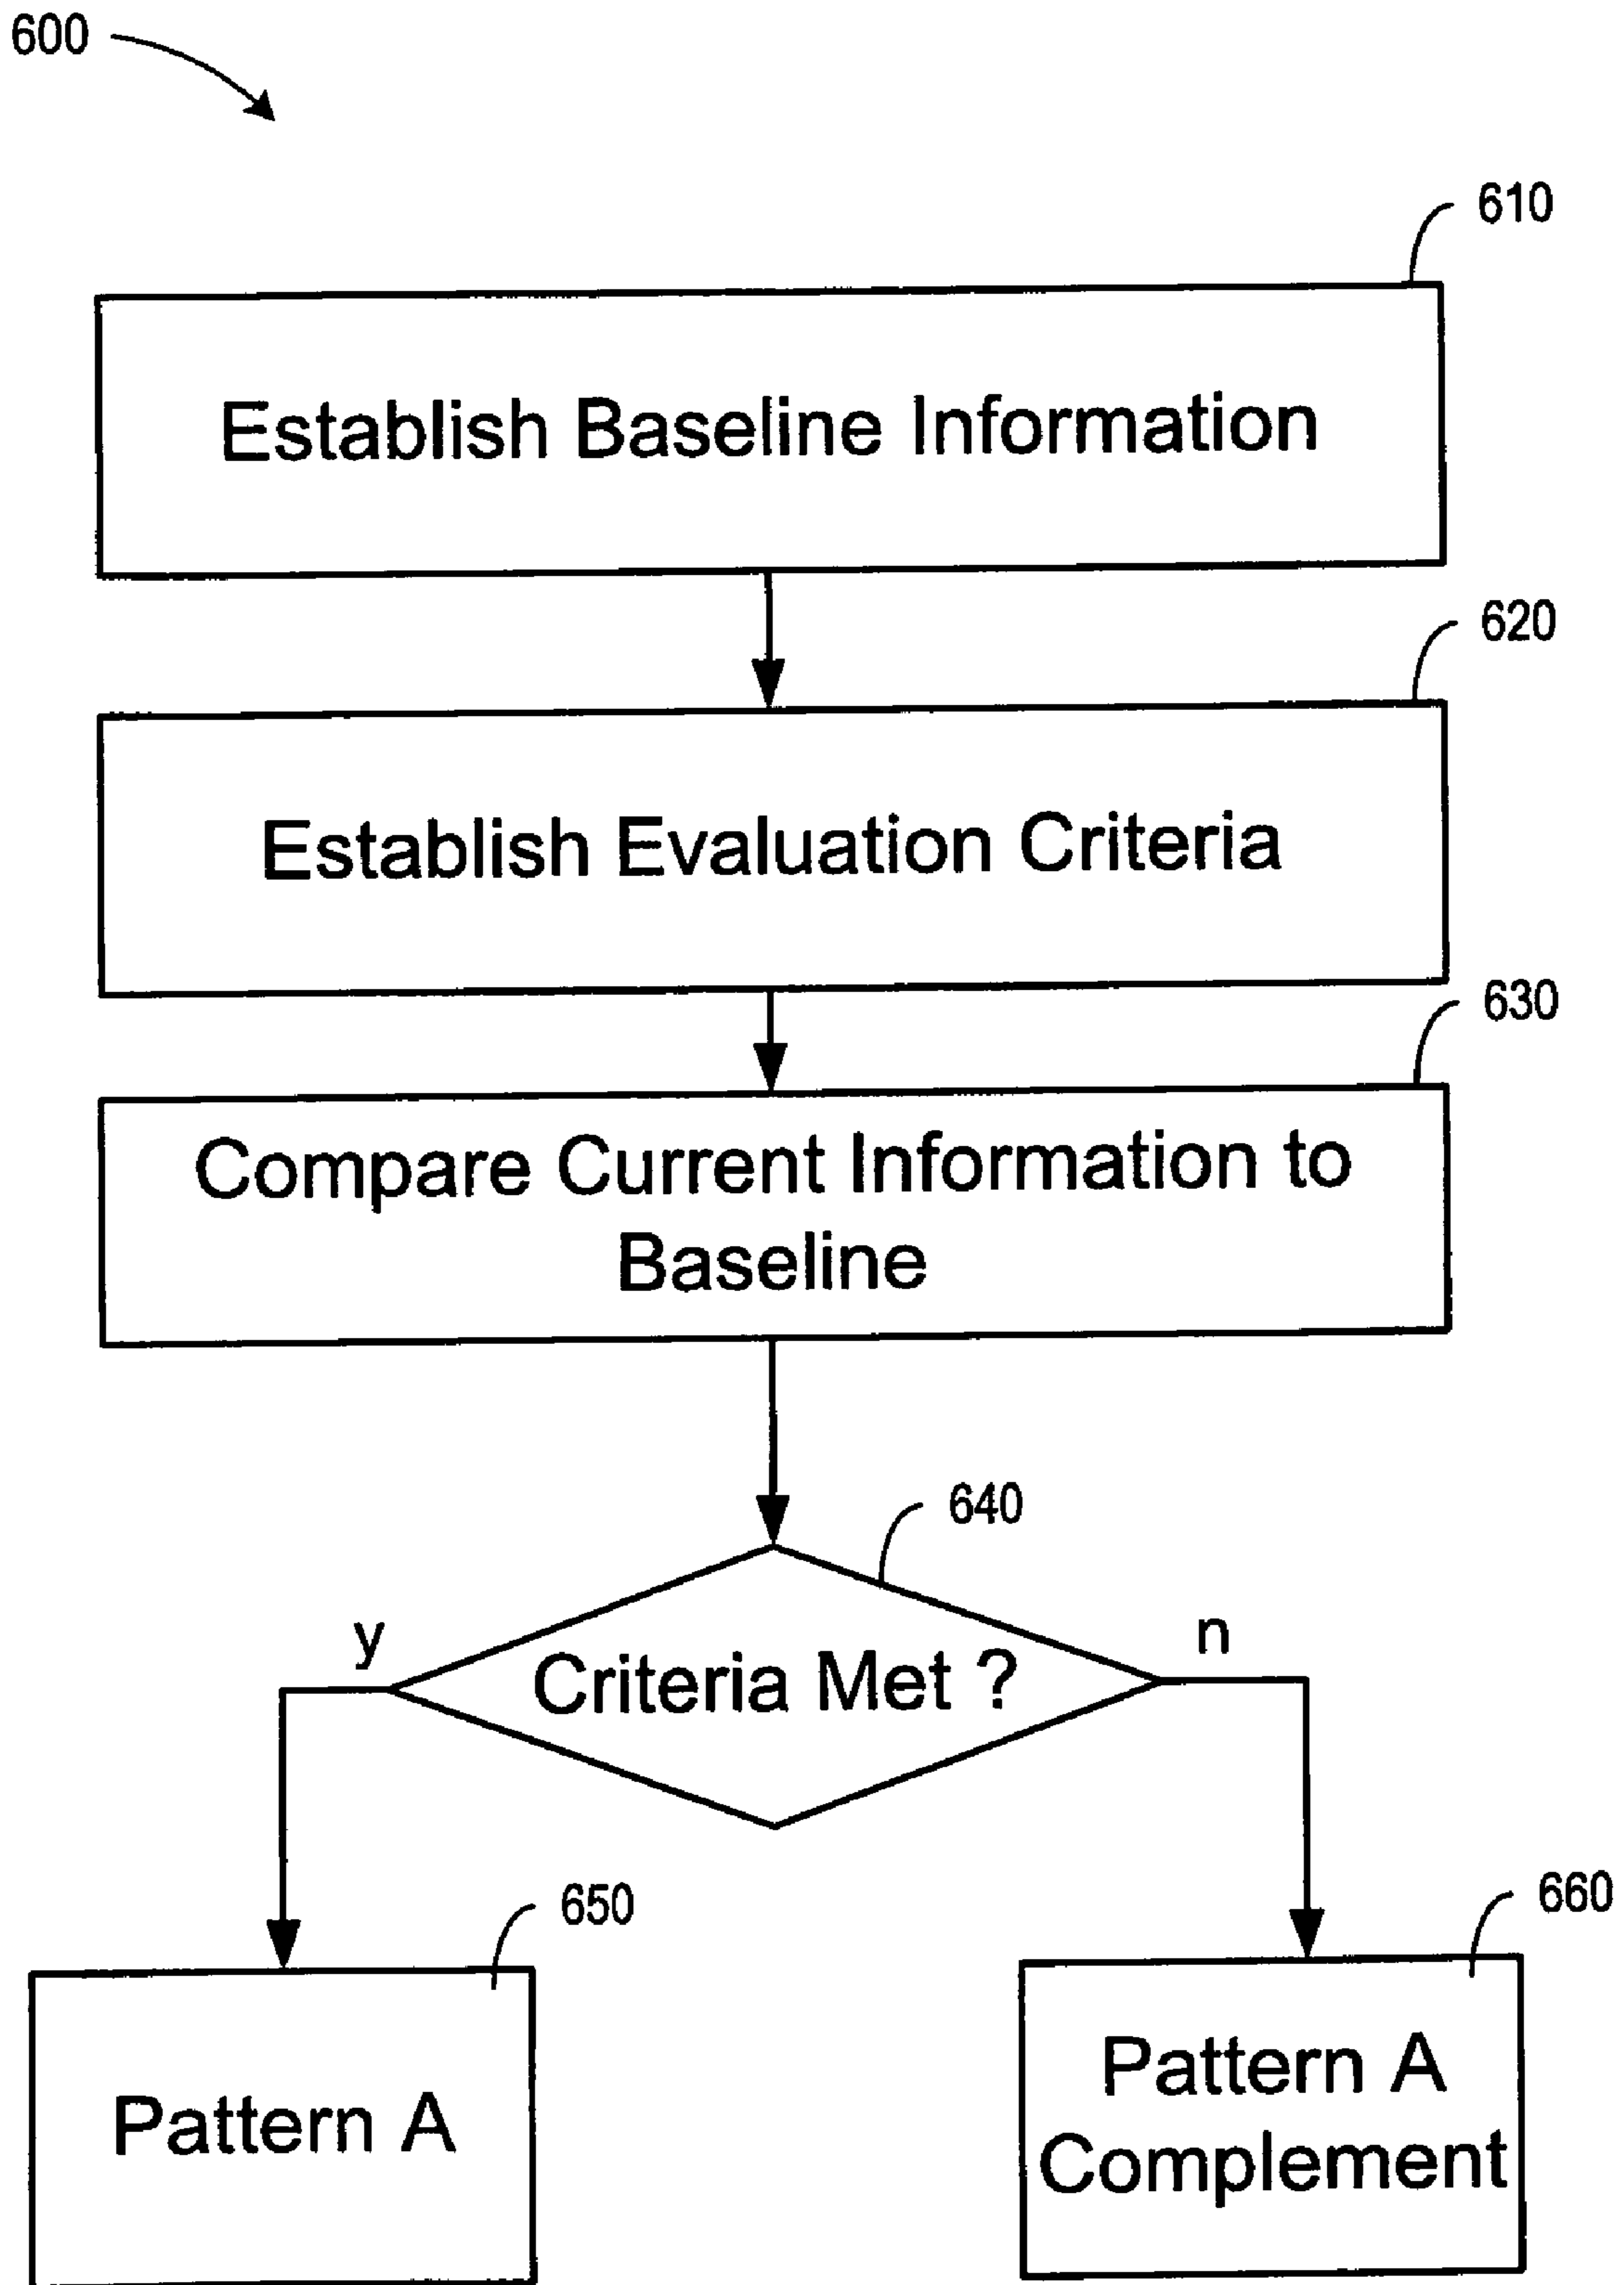 600
610
Establish Baseline Information
620
Establish Evaluation Criteria
630
Compare Current Information to
Baseline
640
y
n
Criteria Met ?
650
660
Pattern A
Pattern A
Complement